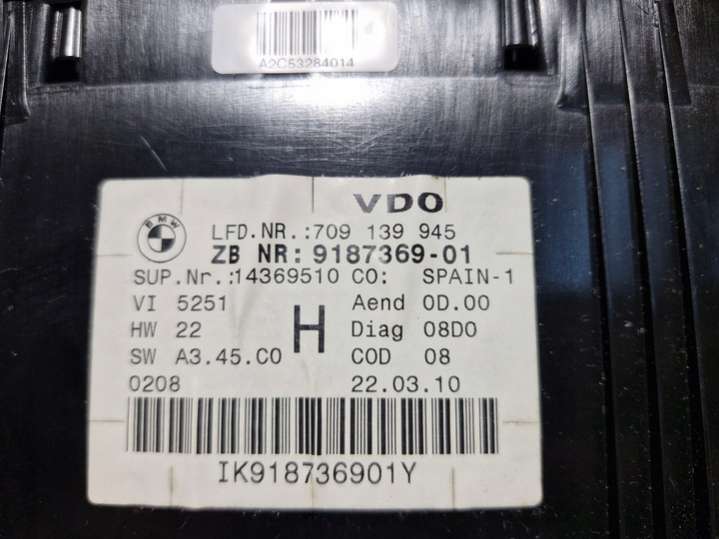 A2C53284014
VDO
BMW
LFD.NR.:709 139 945
ZB NR: 9187369-01
SUP.Nr.:14369510 CO: SPAIN-1
VI 5251 Aend 0D.00
HW 22 H Diag 08D0
SW A3.45.C0 COD 08
0208 22.03.10
IK918736901Y